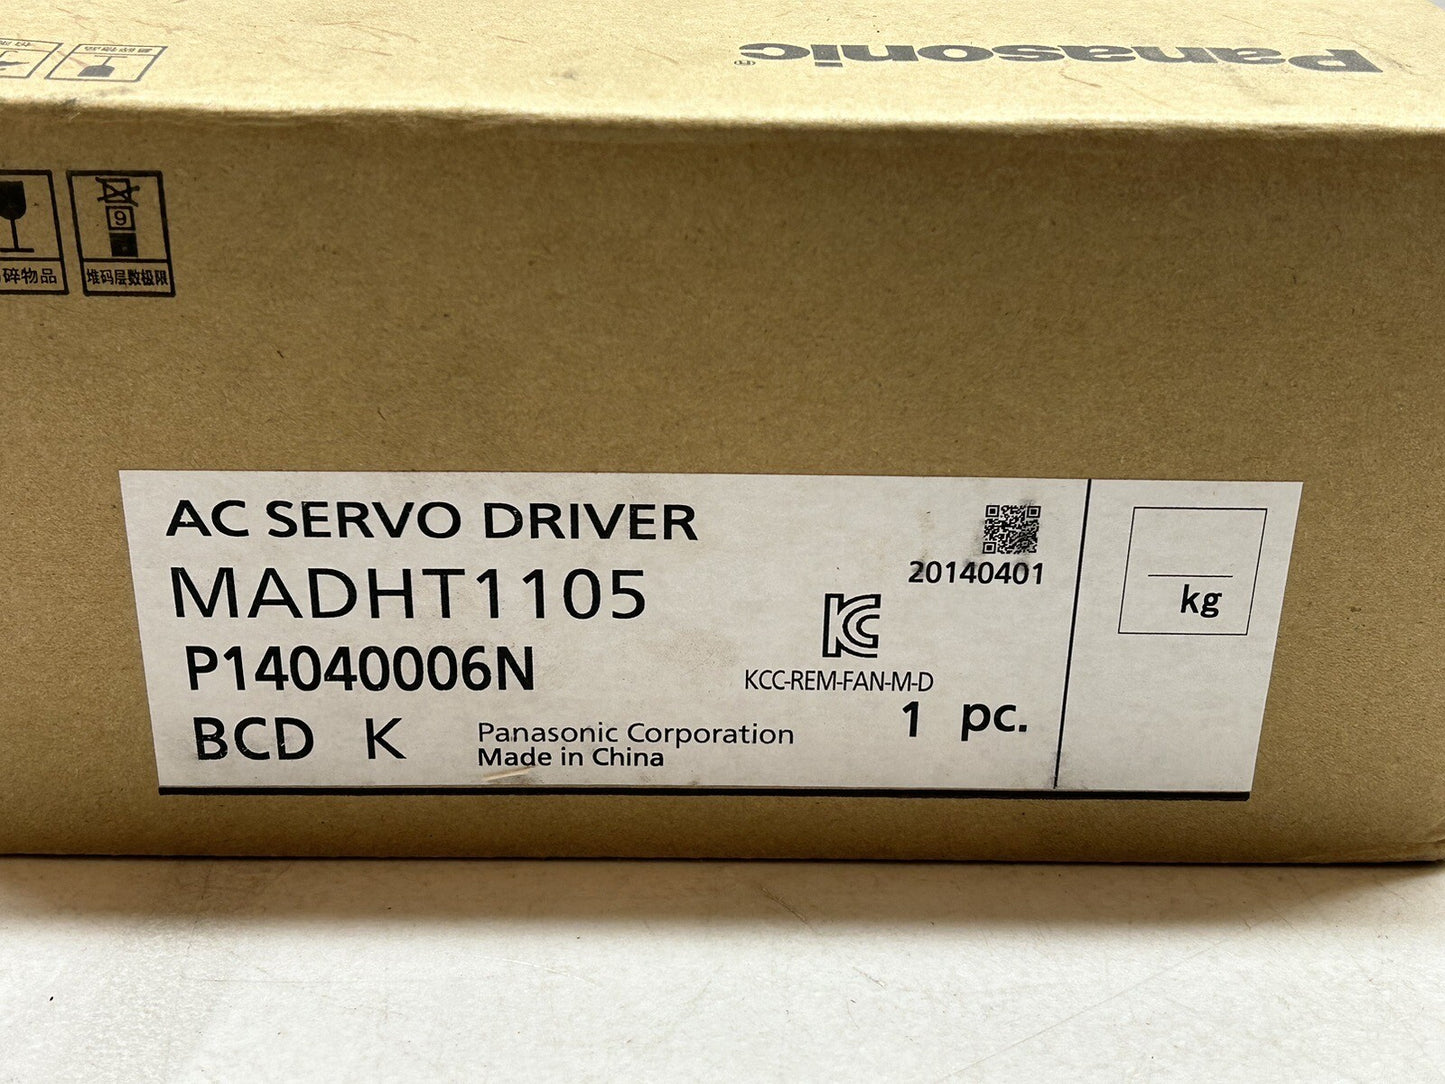 Panasonic®
碎物品
9
堆码层数极限
AC SERVO DRIVER
MADHT1105
P14040006N
BCD K
Panasonic Corporation
Made in China
20140401
KCC-REM-FAN-M-D
1 pc.
kg